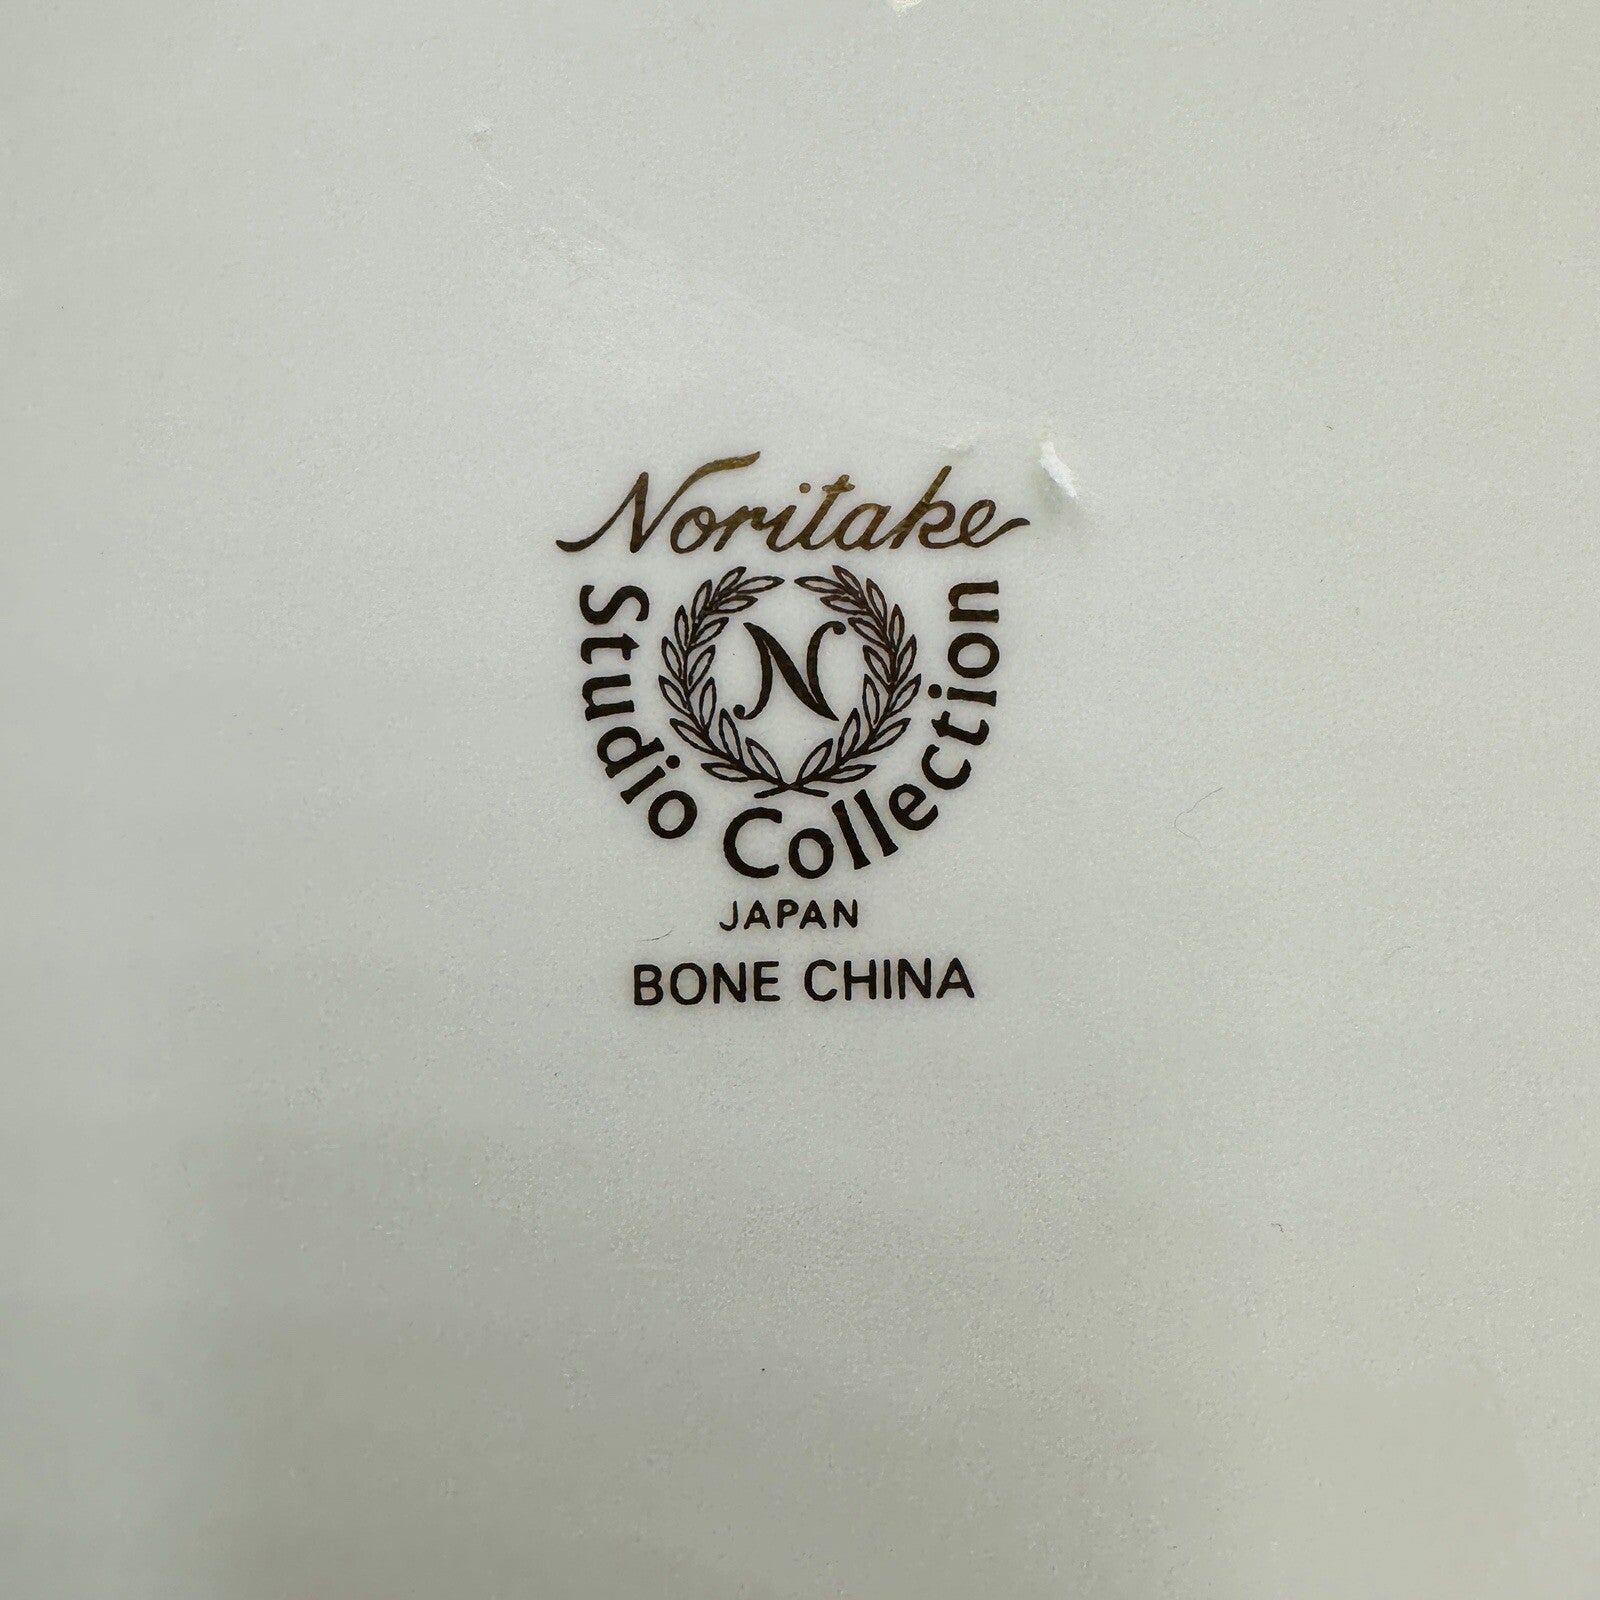 Noritake
N
Studio Collection
JAPAN
BONE CHINA